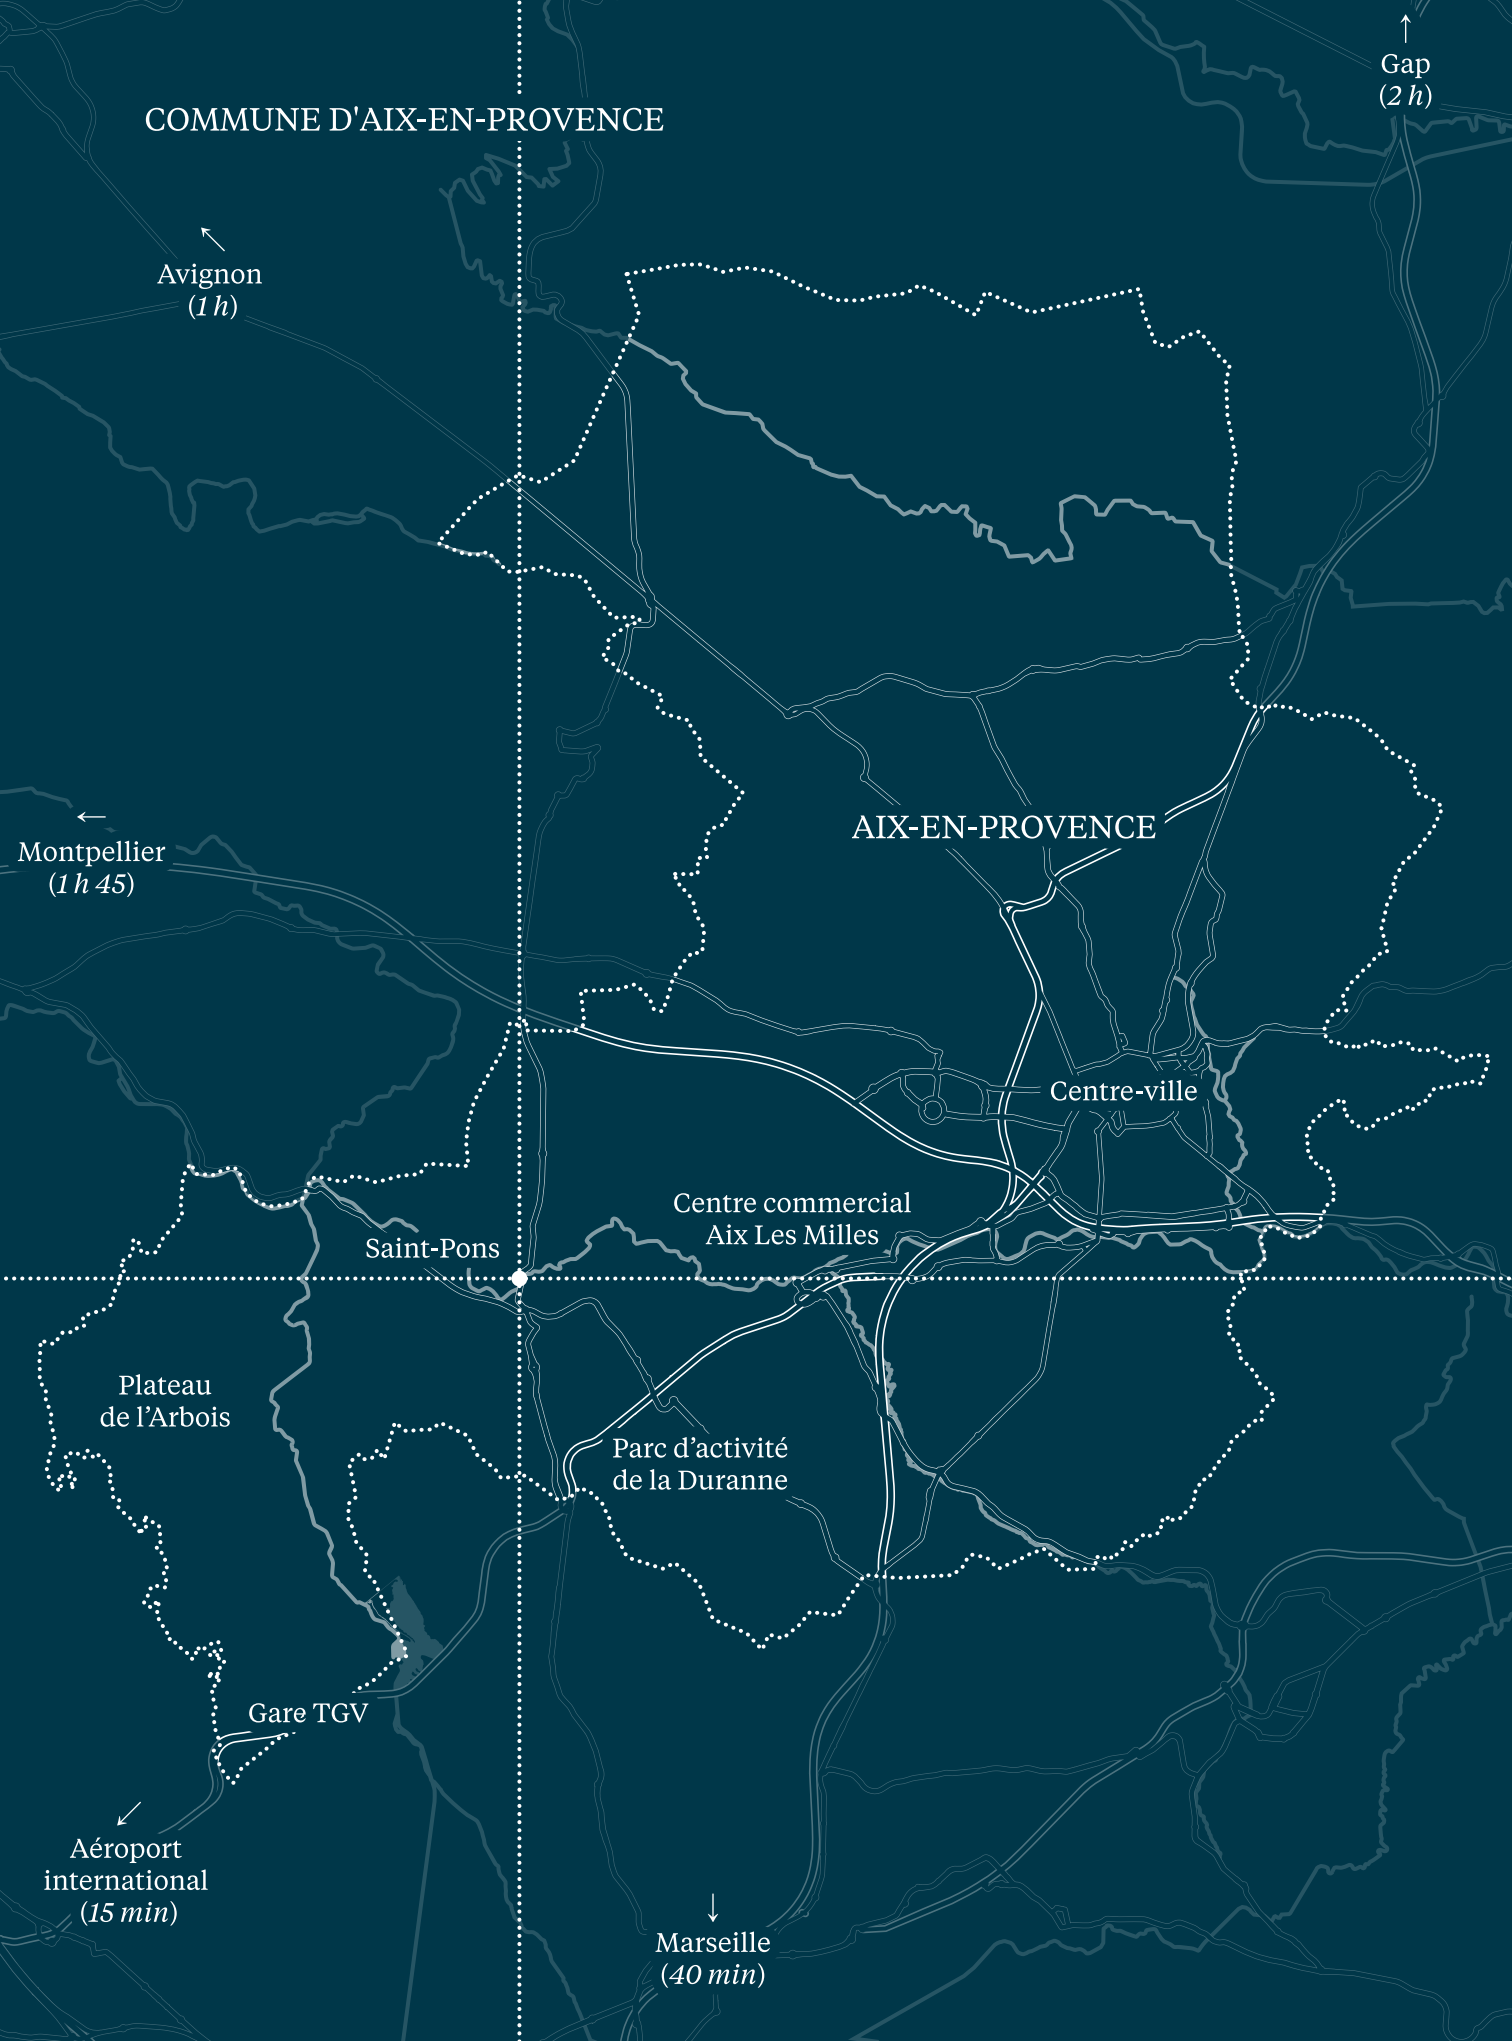 Gap
(2 h)
COMMUNE D'AIX-EN-PROVENCE
Avignon
(1 h)
AIX-EN-PROVENCE
Montpellier
(1 h 45)
Centre-ville
Centre commercial
Aix Les Milles
Saint-Pons
Plateau
de l’Arbois
Parc d’activité
de la Duranne
Gare TGV
Aéroport
international
(15 min)
Marseille
(40 min)